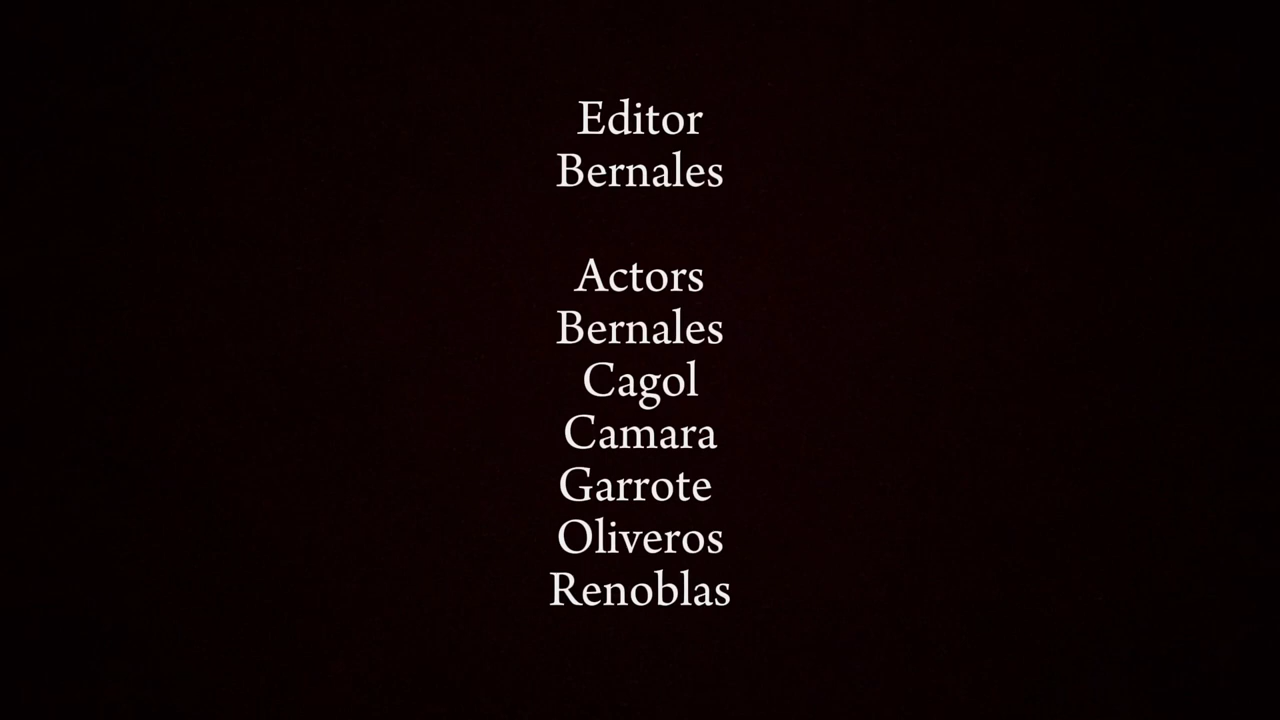 Editor
Bernales
Actors
Bernales
Cagol
Camara
Garrote
Oliveros
Renoblas